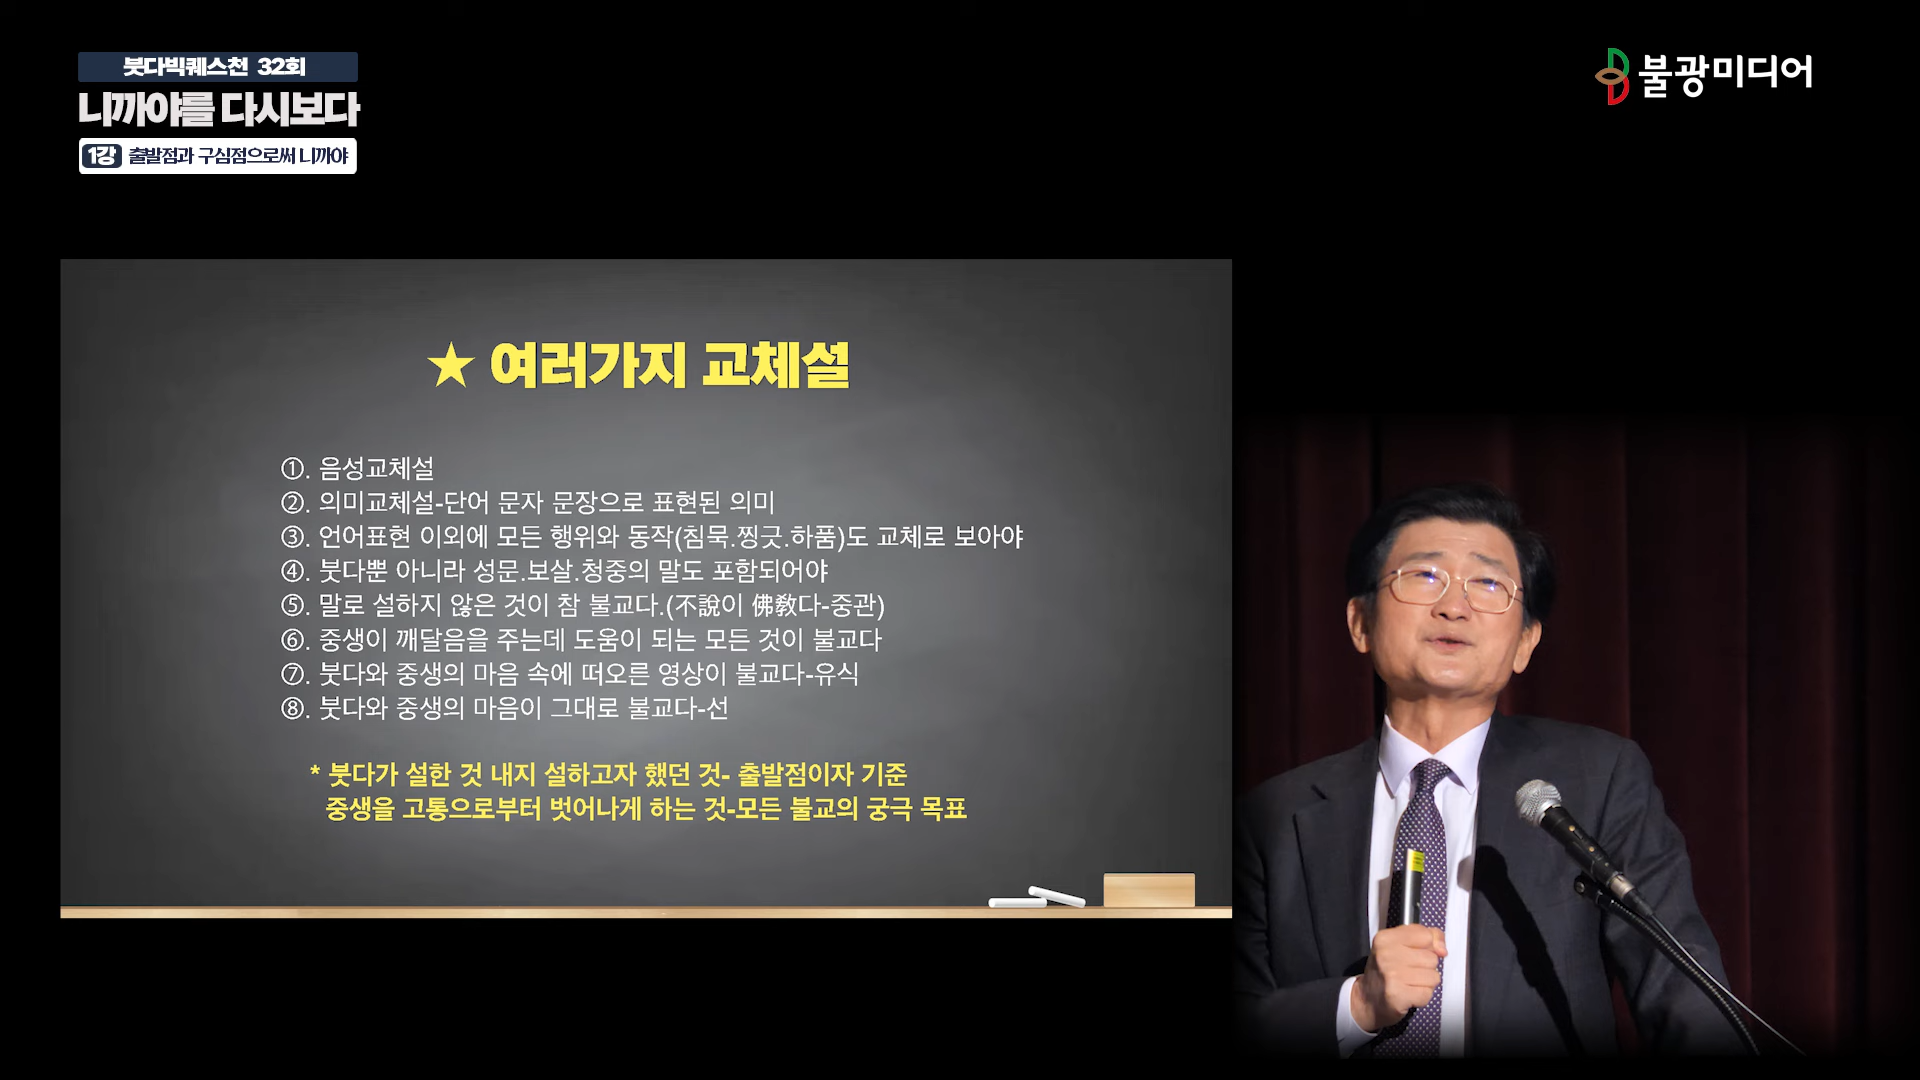 붓다빅퀘스천 32회
니까야를 다시보다
1강 출발점과 구심점으로써 니까야
불광미디어
★ 여러가지 교체설
①. 음성교체설
②. 의미교체설-단어 문자 문장으로 표현된 의미
③. 언어표현 이외에 모든 행위와 동작(침묵.찡긋.하품)도 교체로 보아야
④. 붓다뿐 아니라 성문.보살.청중의 말도 포함되어야
⑤. 말로 설하지 않은 것이 참 불교다.(不說이 佛敎다-중관)
⑥. 중생이 깨달음을 주는데 도움이 되는 모든 것이 불교다
⑦. 붓다와 중생의 마음 속에 떠오른 영상이 불교다-유식
⑧. 붓다와 중생의 마음이 그대로 불교다-선
* 붓다가 설한 것 내지 설하고자 했던 것- 출발점이자 기준
중생을 고통으로부터 벗어나게 하는 것-모든 불교의 궁극 목표